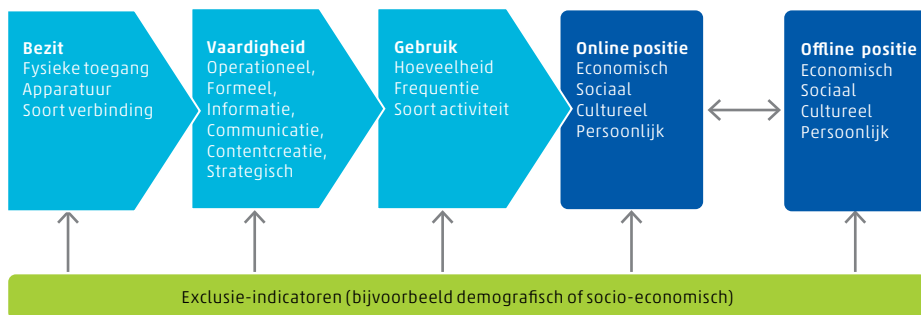 Bezit
Fysieke toegang
Apparatuur
Soort verbinding
Vaardigheid
Operationeel,
Formeel,
Informatie,
Communicatie,
Contentcreatie,
Strategisch
Gebruik
Hoeveelheid
Frequentie
Soort activiteit
Online positie
Economisch
Sociaal
Cultureel
Persoonlijk
Offline positie
Economisch
Sociaal
Cultureel
Persoonlijk
Exclusie-indicatoren (bijvoorbeeld demografisch of socio-economisch)